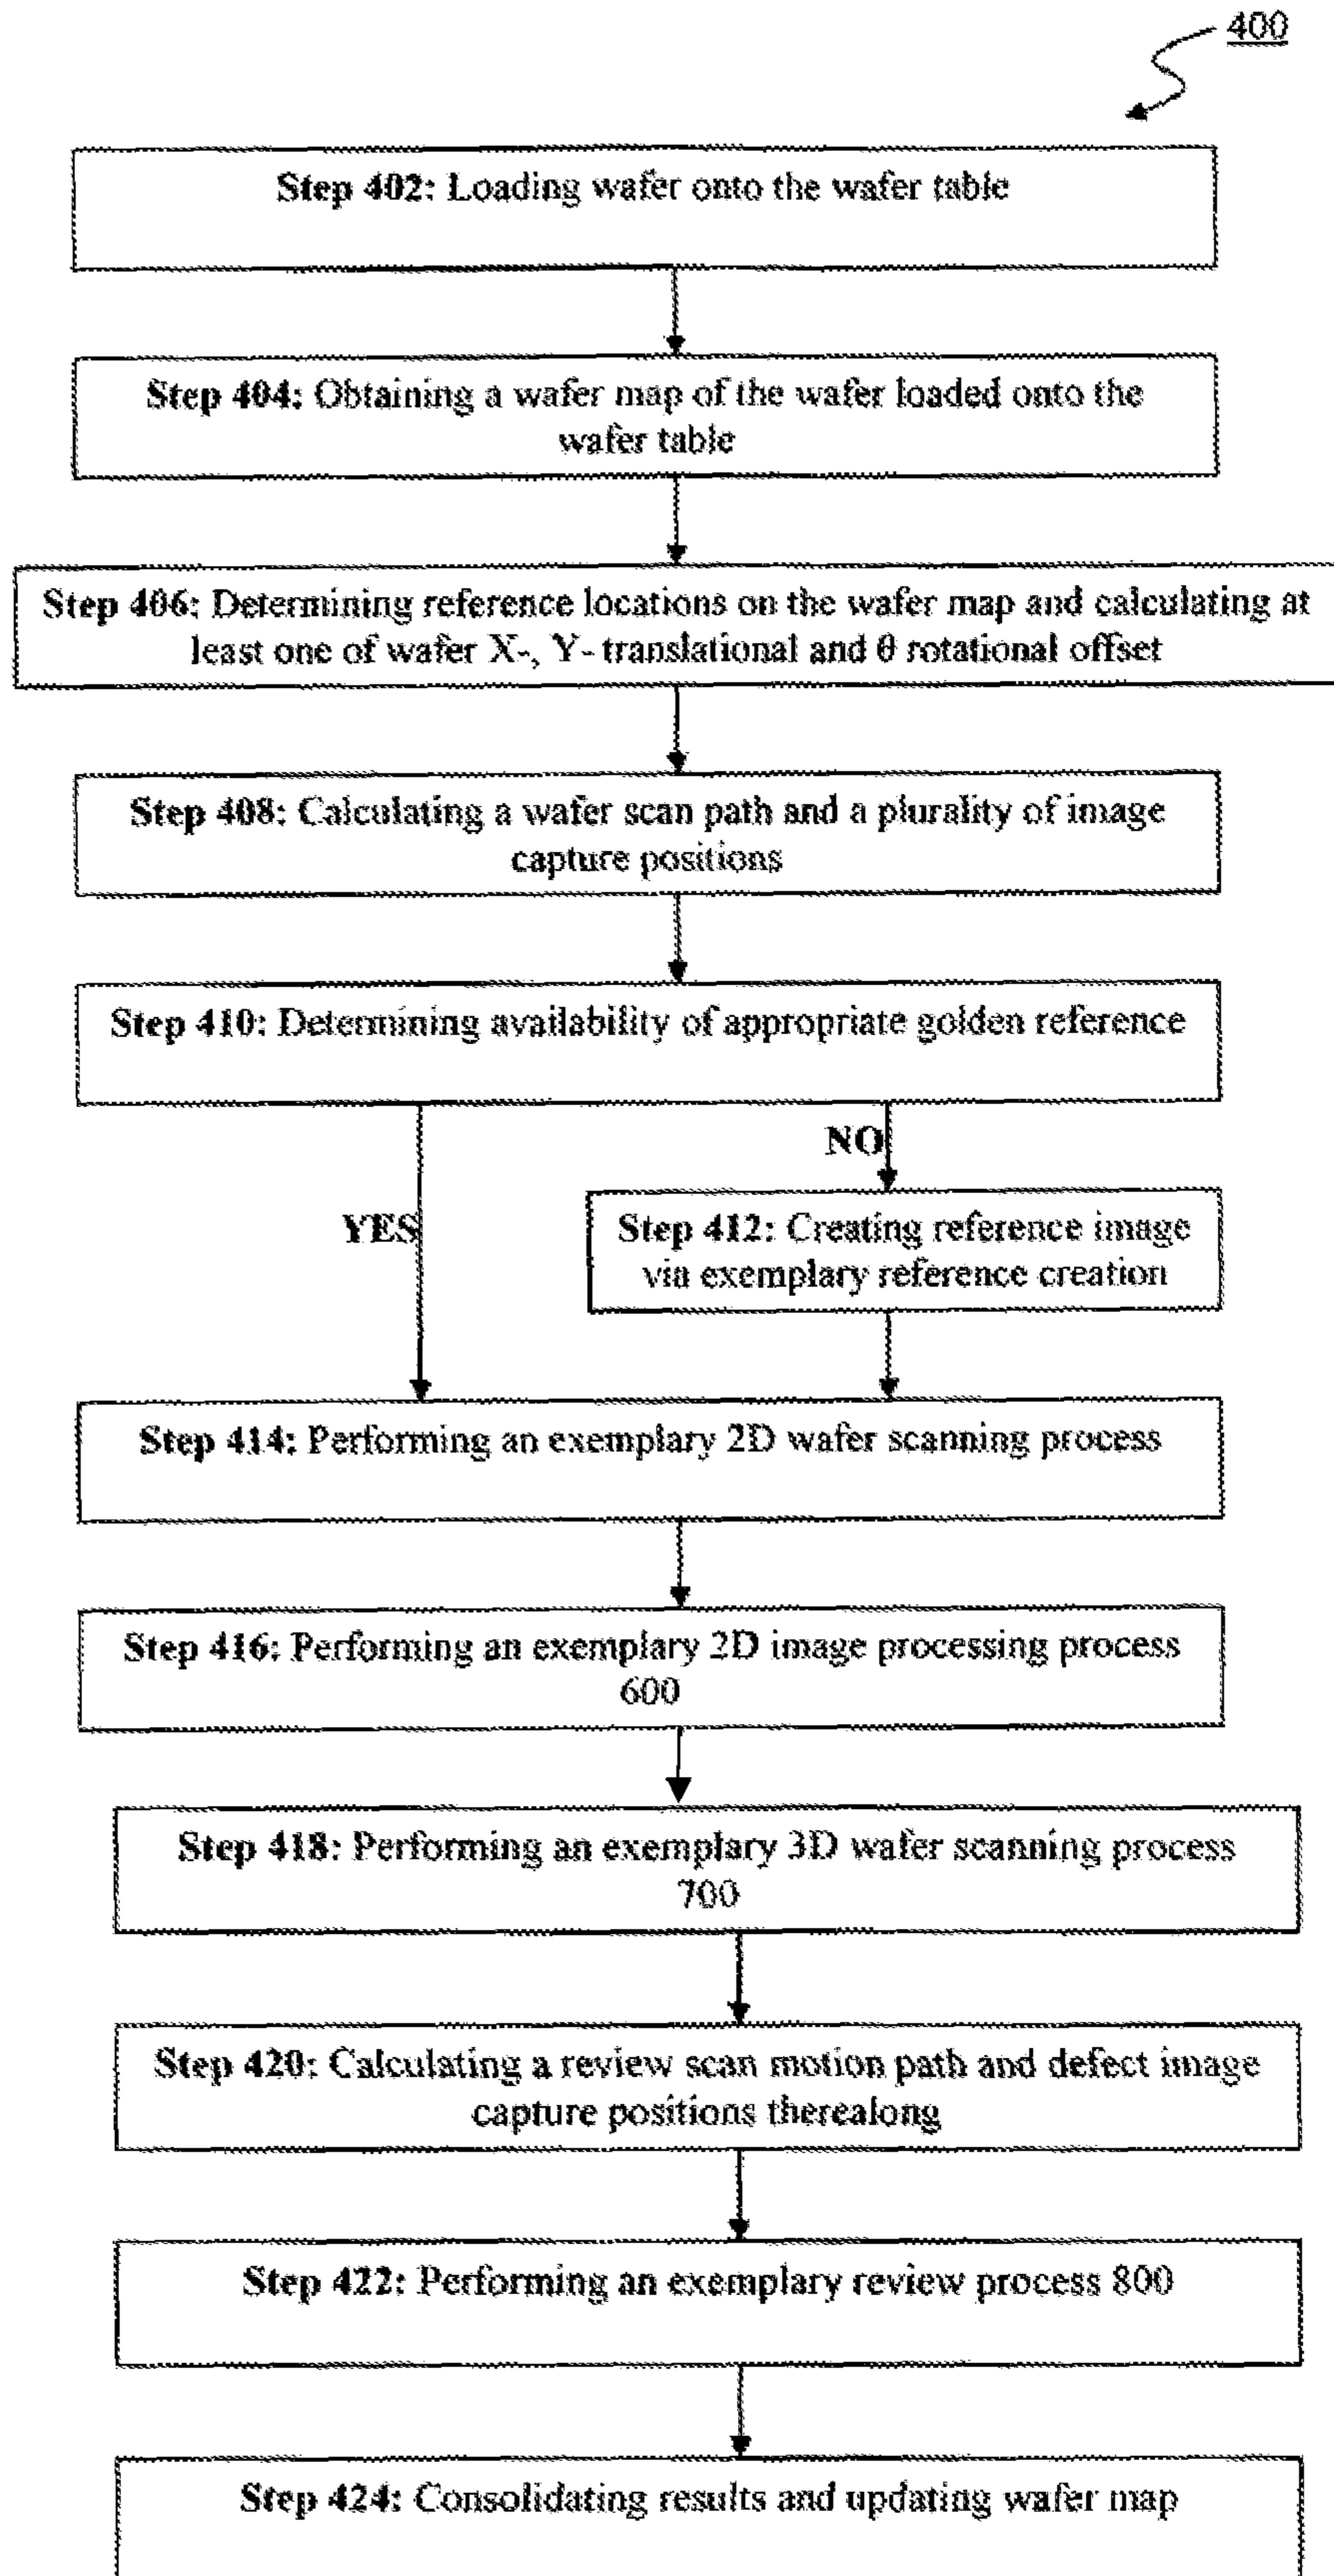 400
Step 402: Loading wafer onto the wafer table
Step 404: Obtaining a wafer map of the wafer loaded onto the
wafer table
Step 406: Determining reference locations on the wafer map and calculating at
least one of wafer X-, Y- translational and θ rotational offset
Step 408: Calculating a wafer scan path and a plurality of image
capture positions
Step 410: Determining availability of appropriate golden reference
NO
YES
Step 412: Creating reference image
via exemplary reference creation
Step 414: Performing an exemplary 2D wafer scanning process
Step 416: Performing an exemplary 2D image processing process
600
Step 418: Performing an exemplary 3D wafer scanning process
700
Step 420: Calculating a review scan motion path and defect image
capture positions therealong
Step 422: Performing an exemplary review process 800
Step 424: Consolidating results and updating wafer map